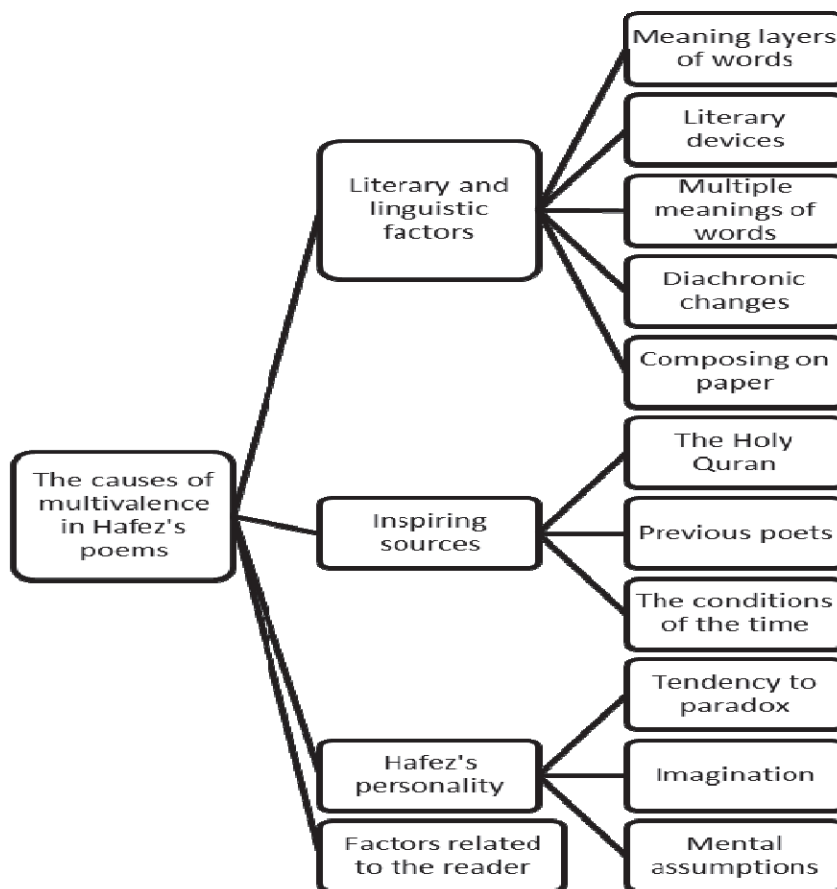 The causes of
multivalence
in Hafez's
poems
Literary and
linguistic
factors
Meaning layers
of words
Literary
devices
Multiple
meanings of
words
Diachronic
changes
Composing on
paper
Inspiring
sources
The Holy
Quran
Previous poets
The conditions
of the time
Hafez's
personality
Tendency to
paradox
Imagination
Mental
assumptions
Factors related
to the reader